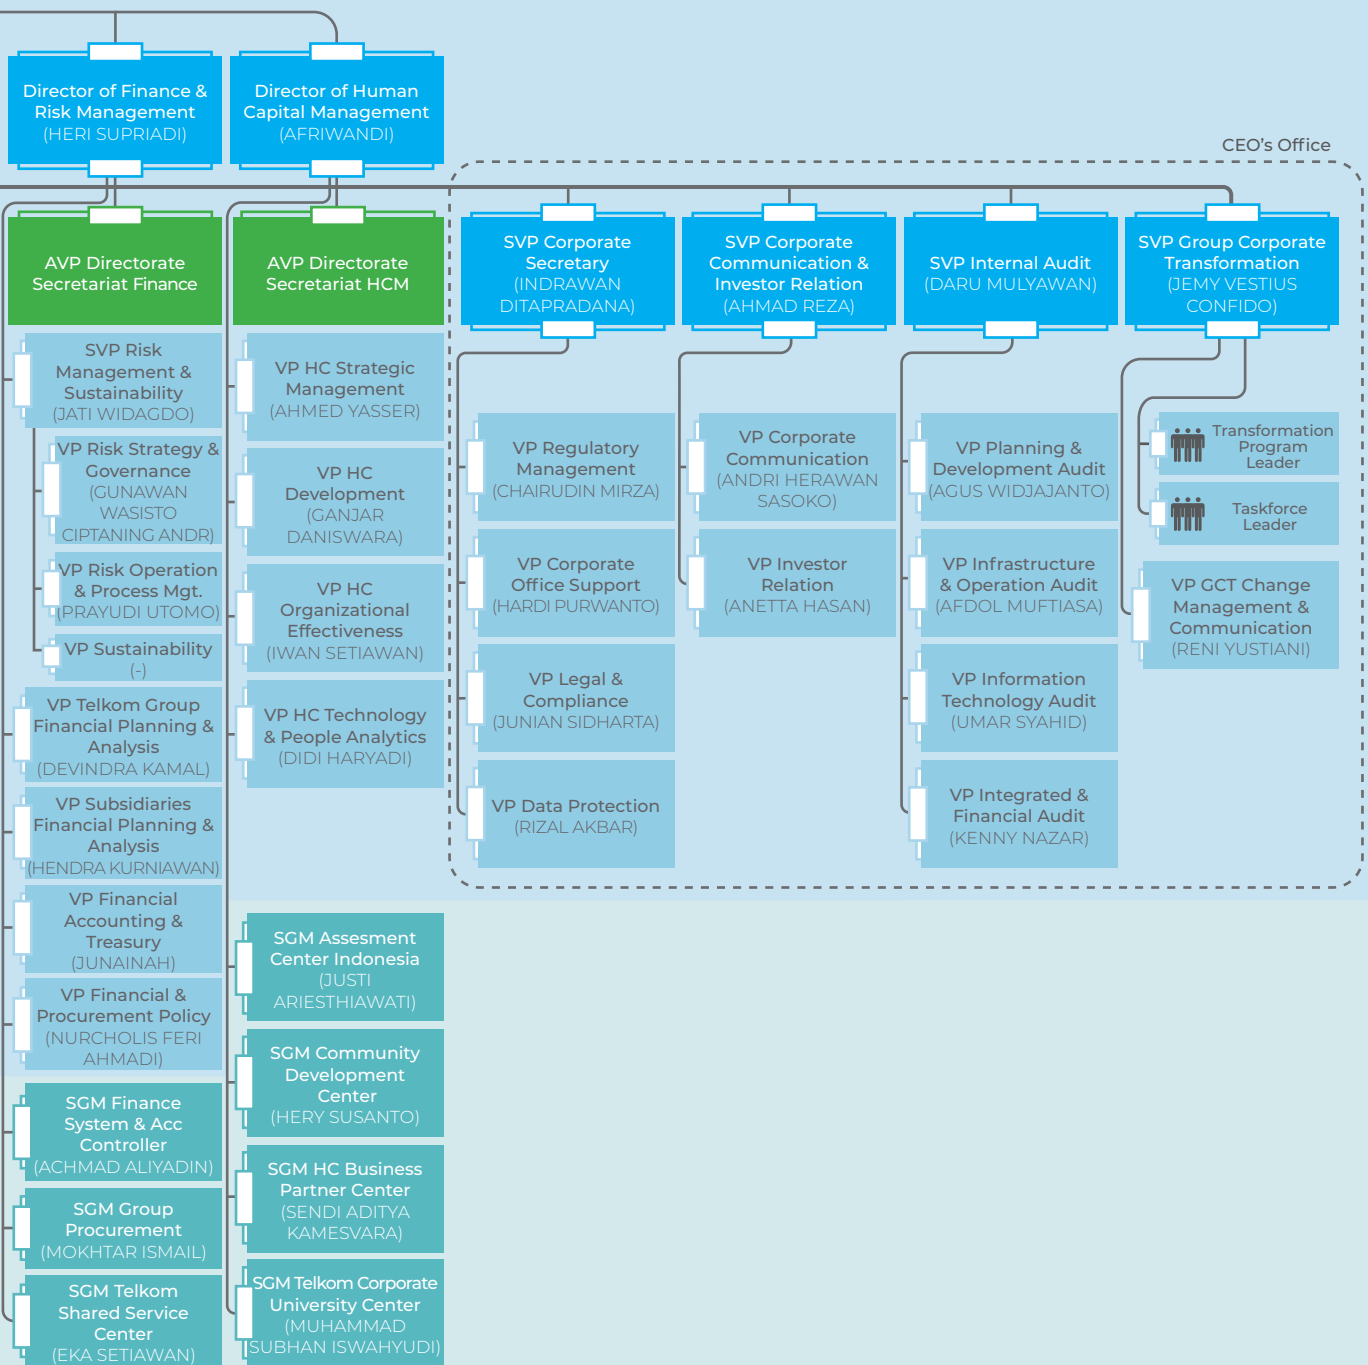 Director of Finance &
Risk Management
(HERI SUPRIADI)
Director of Human
Capital Management
(AFRIWANDI)
CEO's Office
AVP Directorate
Secretariat Finance
SVP Risk
Management &
Sustainability
(JATI WIDAGDO)
VP Risk Strategy &
Governance
(GUNAWAN
WASISTO
CIPTANING ANDR)
VP Risk Operation
& Process Mgt.
(PRAYUDI UTOMO)
VP Sustainability
(-)
VP Telkom Group
Financial Planning &
Analysis
(DEVINDRA KAMAL)
VP Subsidiaries
Financial Planning &
Analysis
(HENDRA KURNIAWAN)
VP Financial
Accounting &
Treasury
(JUNAINAH)
VP Financial &
Procurement Policy
(NURCHOLIS FERI
AHMADI)
SGM Finance
System & Acc
Controller
(ACHMAD ALIYADIN)
SGM Group
Procurement
(MOKHTAR ISMAIL)
SGM Telkom
Shared Service
Center
(EKA SETIAWAN)
AVP Directorate
Secretariat HCM
VP HC Strategic
Management
(AHMED YASSER)
VP HC
Development
(GANJAR
DANISWARA)
VP HC
Organizational
Effectiveness
(IWAN SETIAWAN)
VP HC Technology
& People Analytics
(DIDI HARYADI)
SGM Assesment
Center Indonesia
(JUSTI
ARIESTHIAWATI)
SGM Community
Development
Center
(HERY SUSANTO)
SGM HC Business
Partner Center
(SENDI ADITYA
KAMESVARA)
SGM Telkom Corporate
University Center
(MUHAMMAD
SUBHAN ISWAHYUDI)
SVP Corporate
Secretary
(INDRAWAN
DITAPRADANA)
VP Regulatory
Management
(CHAIRUDIN MIRZA)
VP Corporate
Office Support
(HARDI PURWANTO)
VP Legal &
Compliance
(JUNIAN SIDHARTA)
VP Data Protection
(RIZAL AKBAR)
SVP Corporate
Communication &
Investor Relation
(AHMAD REZA)
VP Corporate
Communication
(ANDRI HERAWAN
SASOKO)
VP Investor
Relation
(ANETTA HASAN)
SVP Internal Audit
(DARU MULYAWAN)
VP Planning &
Development Audit
(AGUS WIDJAJANTO)
VP Infrastructure
& Operation Audit
(AFDOL MUFTIASA)
VP Information
Technology Audit
(UMAR SYAHID)
VP Integrated &
Financial Audit
(KENNY NAZAR)
SVP Group Corporate
Transformation
(JEMY VESTIUS
CONFIDO)
Transformation
Program
Leader
Taskforce
Leader
VP GCT Change
Management &
Communication
(RENI YUSTIANI)